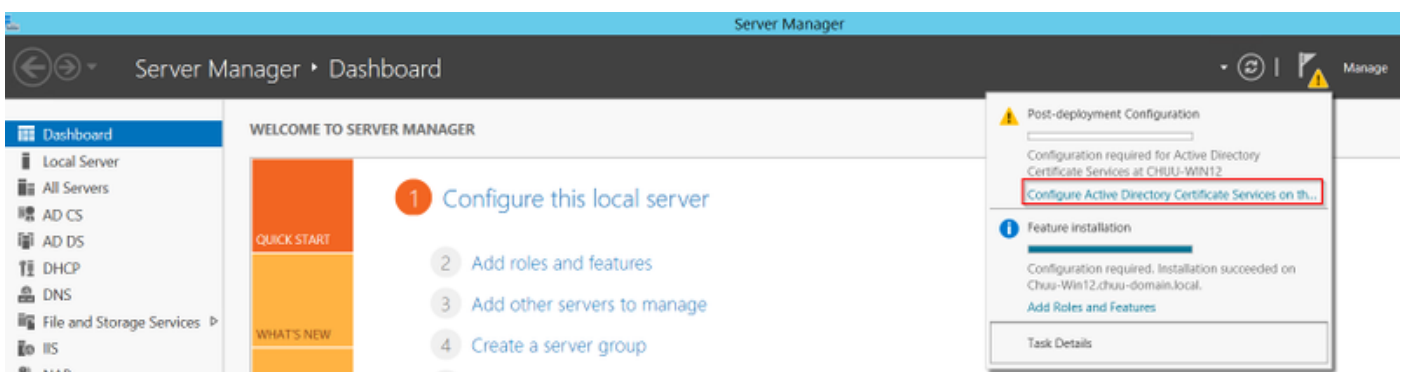 Server Manager
Server Manager • Dashboard
Manage
Dashboard
Local Server
All Servers
AD CS
AD DS
DHCP
DNS
File and Storage Services
IIS
NAP
WELCOME TO SERVER MANAGER
QUICK START
WHAT'S NEW
1 Configure this local server
2 Add roles and features
3 Add other servers to manage
4 Create a server group
Post-deployment Configuration
Configuration required for Active Directory
Certificate Services at CHUU-WIN12
Configure Active Directory Certificate Services on th...
Feature installation
Configuration required. Installation succeeded on
Chuu-Win12.chuu-domain.local.
Add Roles and Features
Task Details